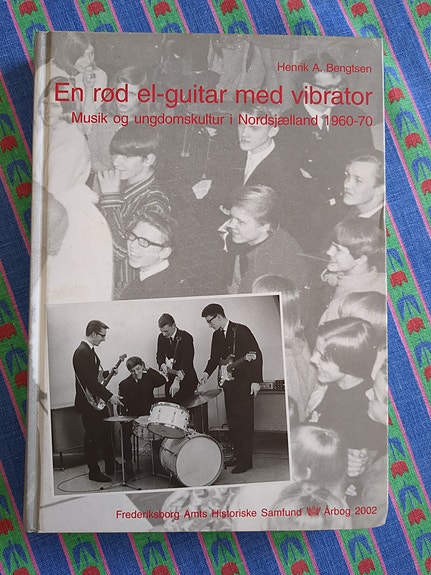 Henrik A. Bengtsen
En rød el-guitar med vibrator
Musik og ungdomskultur i Nordsjælland 1960-70
Frederiksborg Amts Historiske Samfund Årbog 2002